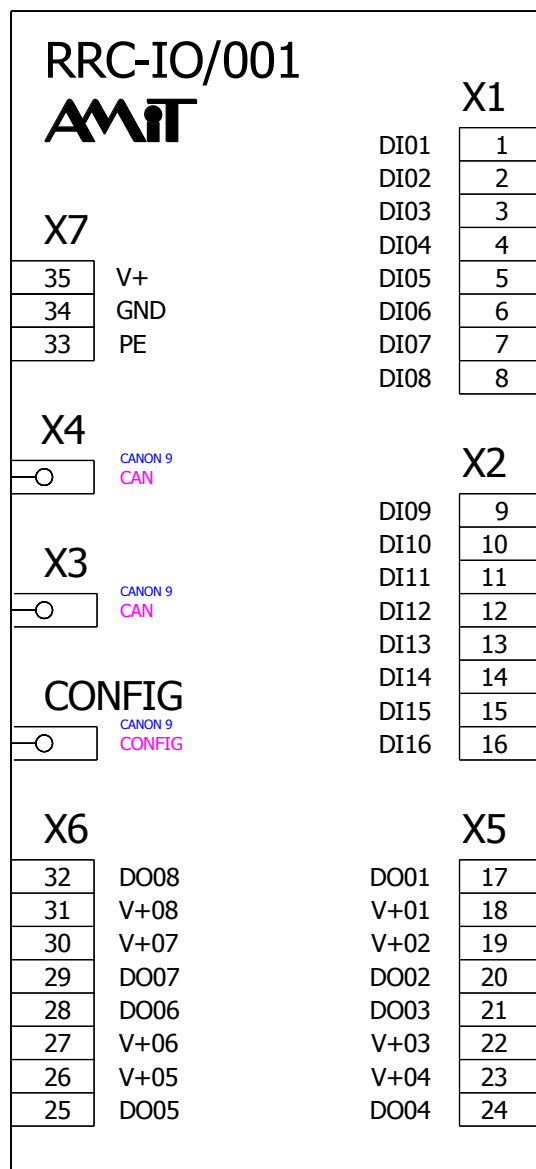 RRC-IO/001
AMiT
X1
DI01 1
DI02 2
DI03 3
DI04 4
DI05 5
DI06 6
DI07 7
DI08 8
X7
35 V+
34 GND
33 PE
X4
CANON 9
CAN
X2
DI09 9
DI10 10
DI11 11
DI12 12
DI13 13
DI14 14
DI15 15
DI16 16
X3
CANON 9
CAN
CONFIG
CANON 9
CONFIG
X6
32 DO08
31 V+08
30 V+07
29 DO07
28 DO06
27 V+06
26 V+05
25 DO05
X5
DO01 17
V+01 18
V+02 19
DO02 20
DO03 21
V+03 22
V+04 23
DO04 24